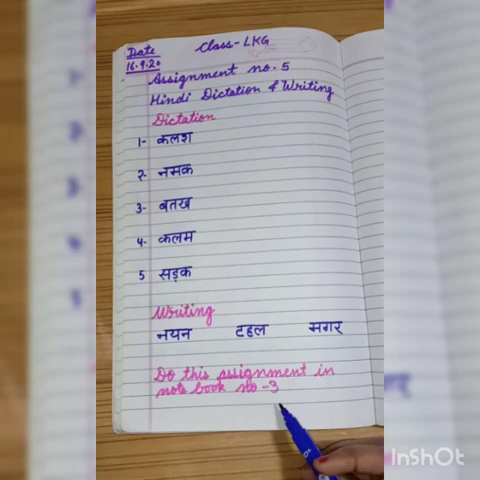 Date
16.9.20
Class-LKG
Assignment no. 5
Hindi Dictation & Writing
Dictation
1- कलश
2- नमक
3- बतख
4- कलम
5 सड़क
Writing
नयन टहल मगर
Do this assignment in
note book no -3
InShOt